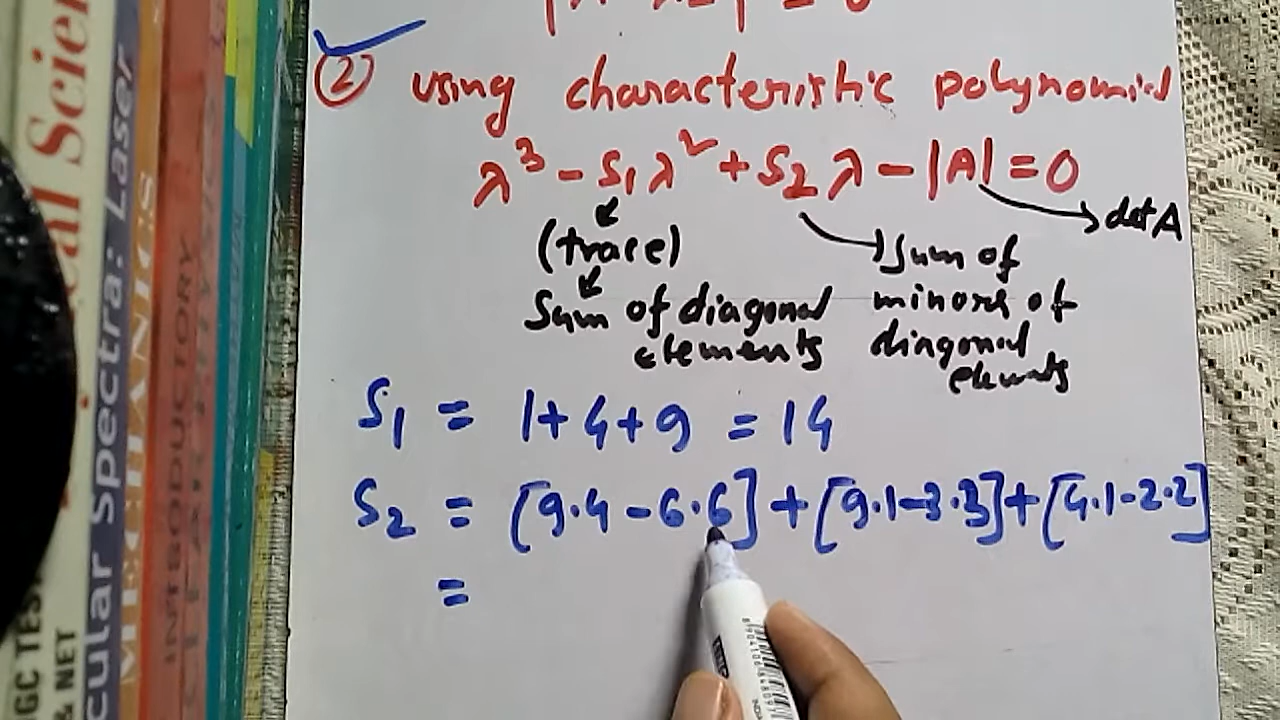 ② using characteristic polynomial
λ³ - S₁λ² + S₂λ - |A| = 0
det A
(trace)
Sum of diagonal elements
Sum of minors of diagonal elements
S₁ = 1+4+9 = 14
S₂ = [9·4 - 6·6] + [9·1-3·3] + [4·1-2·2]
=
cular Spectra: Laser
MECHANICS
INTRODUCTORY
UGC
& NET